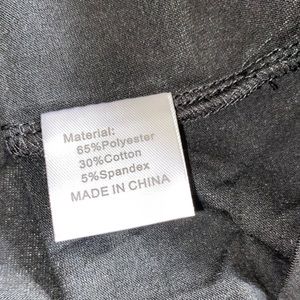 Material:
65%Polyester
30%Cotton
5%Spandex
MADE IN CHINA